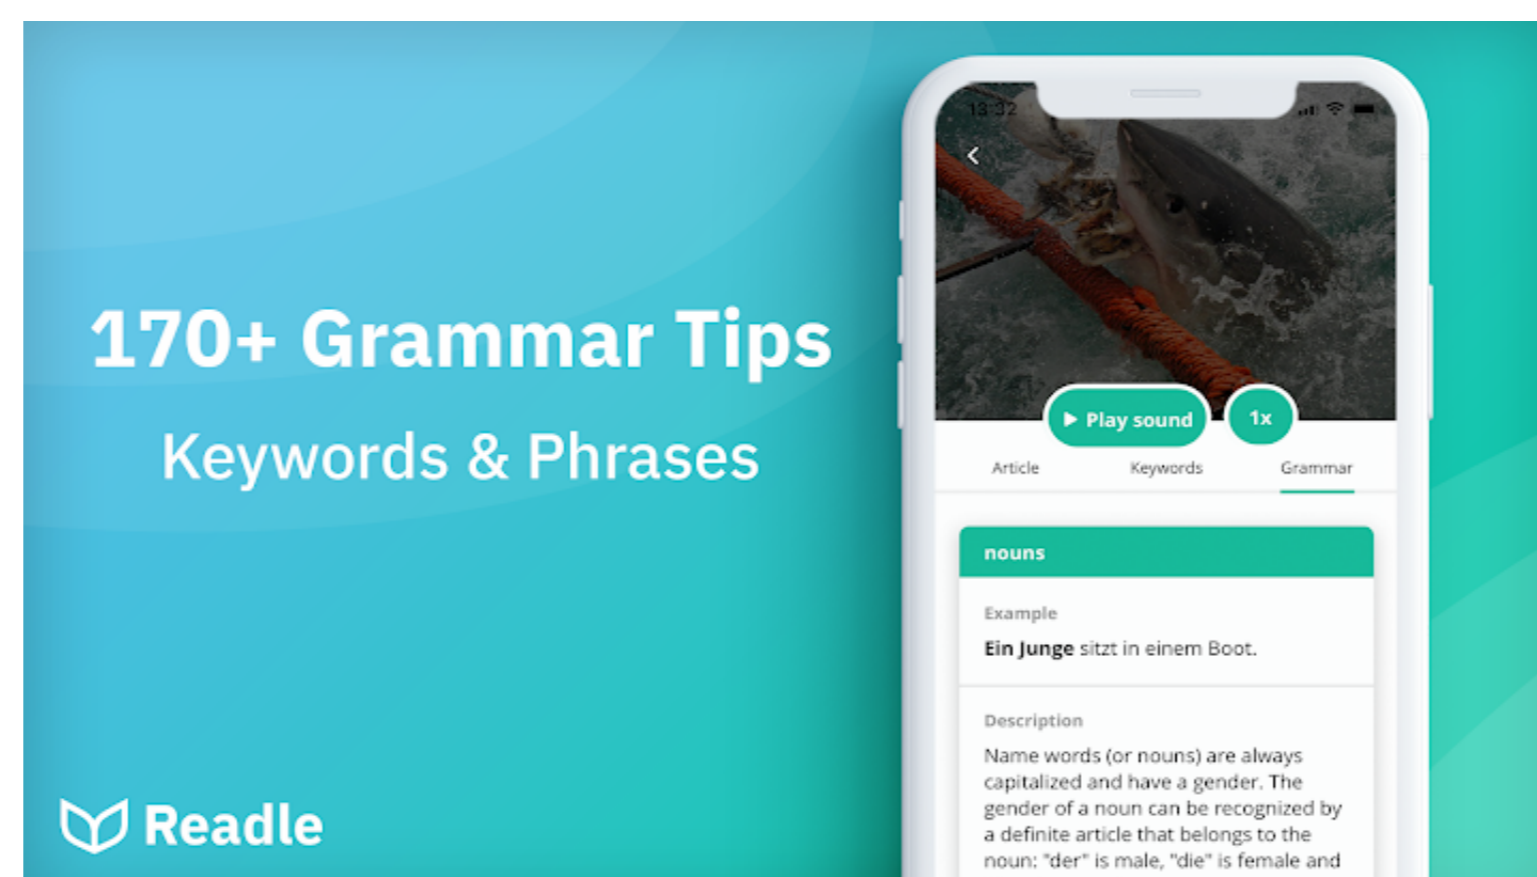 170+ Grammar Tips
Keywords & Phrases
Readle
13:32
Play sound
1x
Article Keywords Grammar
nouns
Example
Ein Junge sitzt in einem Boot.
Description
Name words (or nouns) are always
capitalized and have a gender. The
gender of a noun can be recognized by
a definite article that belongs to the
noun: "der" is male, "die" is female and